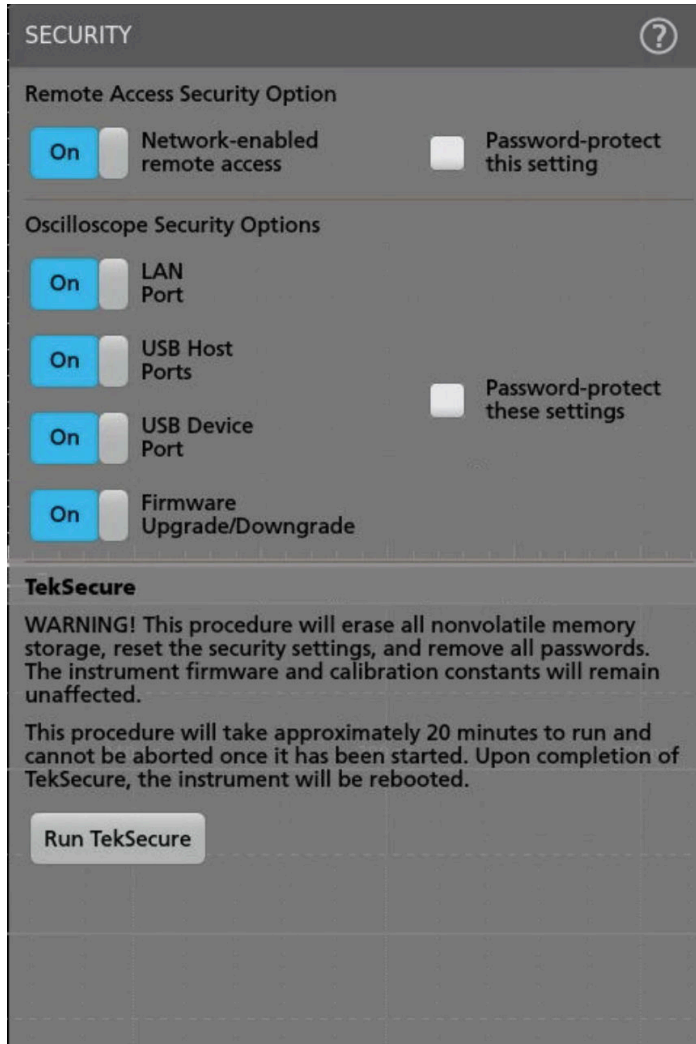 SECURITY
?
Remote Access Security Option
On
Network-enabled
remote access
Password-protect
this setting
Oscilloscope Security Options
On
LAN
Port
On
USB Host
Ports
Password-protect
these settings
On
USB Device
Port
On
Firmware
Upgrade/Downgrade
TekSecure
WARNING! This procedure will erase all nonvolatile memory
storage, reset the security settings, and remove all passwords.
The instrument firmware and calibration constants will remain
unaffected.
This procedure will take approximately 20 minutes to run and
cannot be aborted once it has been started. Upon completion of
TekSecure, the instrument will be rebooted.
Run TekSecure